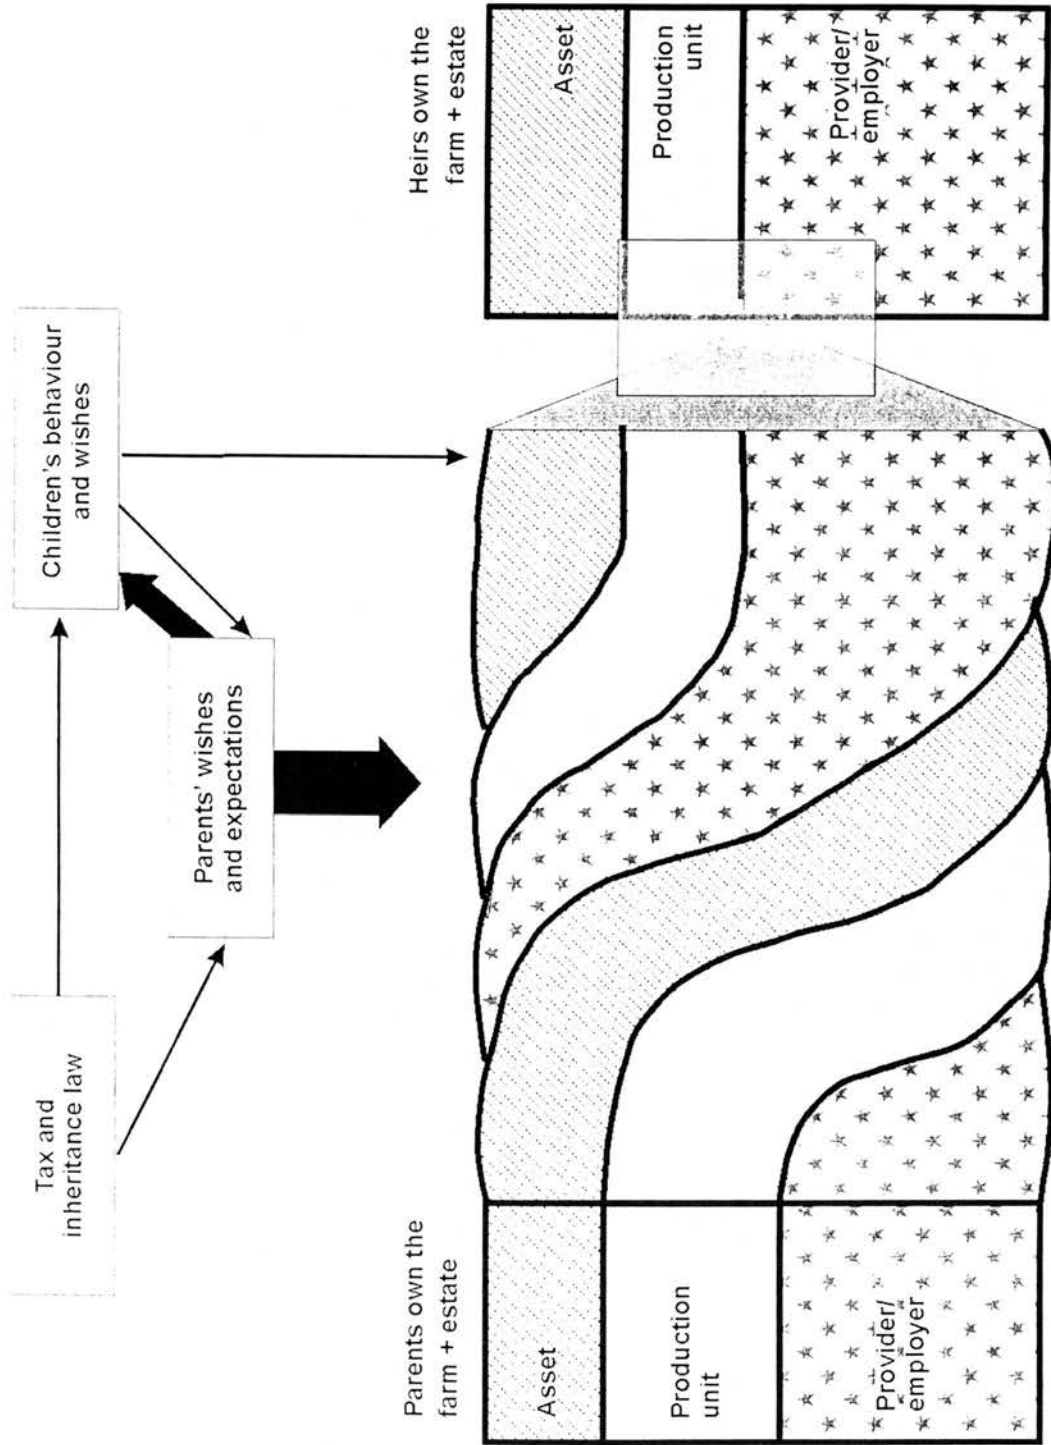 Tax and
inheritance law
Children's behaviour
and wishes
Parents' wishes
and expectations
Parents own the
farm + estate
Heirs own the
farm + estate
Asset
Production
unit
Provider/
employer
Asset
Production
unit
Provider/
employer